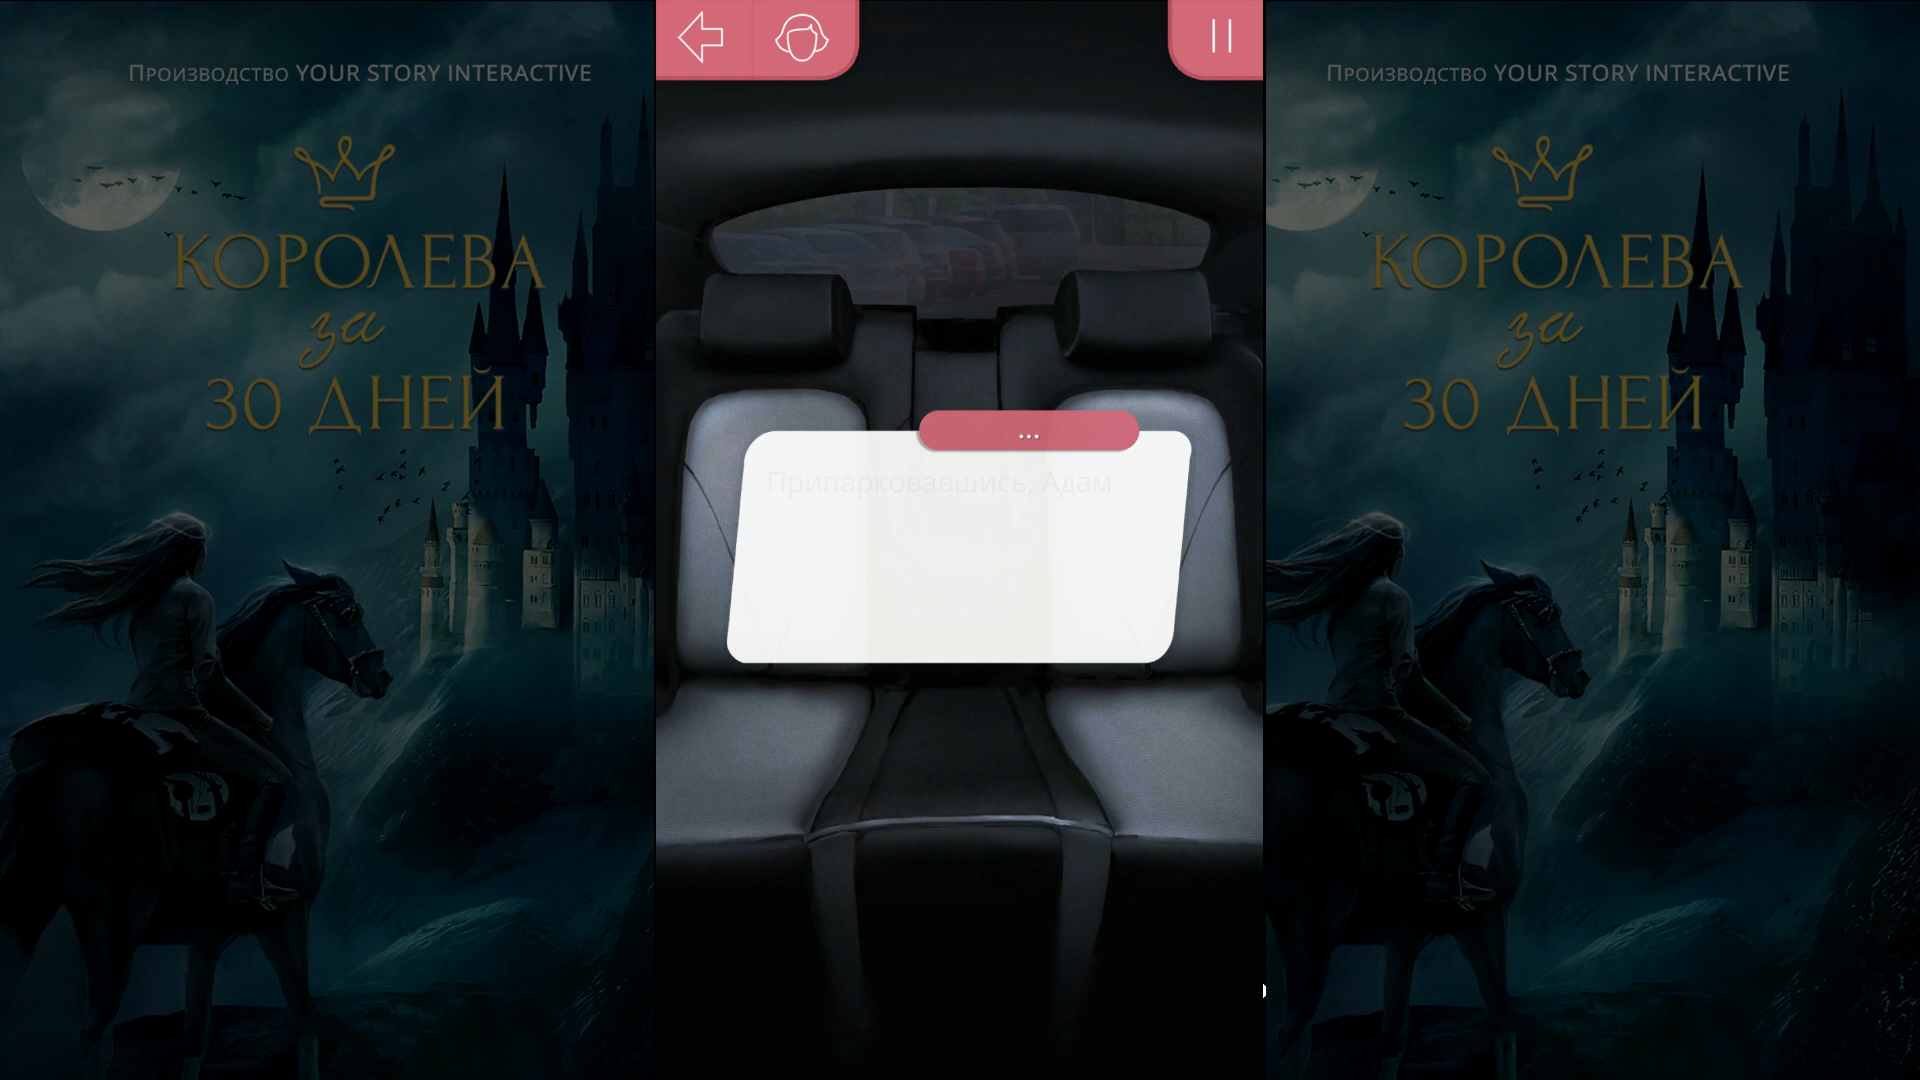 Производство YOUR STORY INTERACTIVE
КОРОЛЕВА
за
30 ДНЕЙ
...
Припарковавшись, Адам
Производство YOUR STORY INTERACTIVE
КОРОЛЕВА
за
30 ДНЕЙ